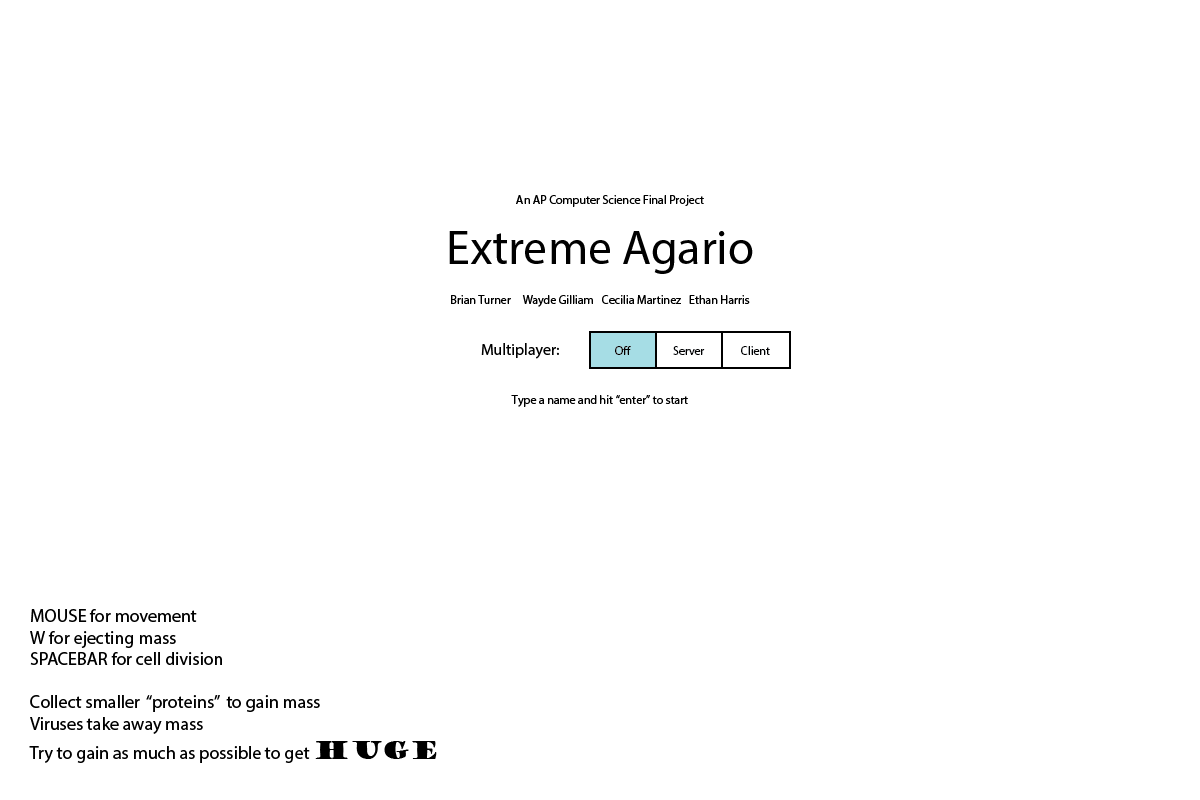 An AP Computer Science Final Project
Extreme Agario
Brian Turner Wayde Gilliam Cecilia Martinez Ethan Harris
Multiplayer: Off Server Client
Type a name and hit “enter” to start
MOUSE for movement
W for ejecting mass
SPACEBAR for cell division
Collect smaller “proteins” to gain mass
Viruses take away mass
Try to gain as much as possible to get HUGE